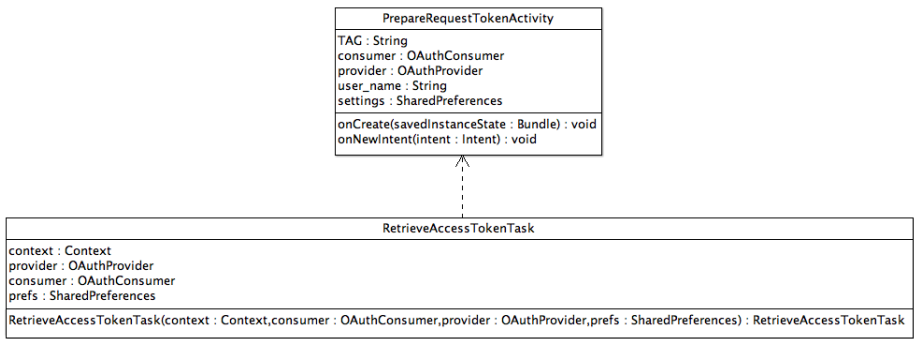 PrepareRequestTokenActivity
TAG : String
consumer : OAuthConsumer
provider : OAuthProvider
user_name : String
settings : SharedPreferences
onCreate(savedInstanceState : Bundle) : void
onNewIntent(intent : Intent) : void
RetrieveAccessTokenTask
context : Context
provider : OAuthProvider
consumer : OAuthConsumer
prefs : SharedPreferences
RetrieveAccessTokenTask(context : Context,consumer : OAuthConsumer,provider : OAuthProvider,prefs : SharedPreferences) : RetrieveAccessTokenTask